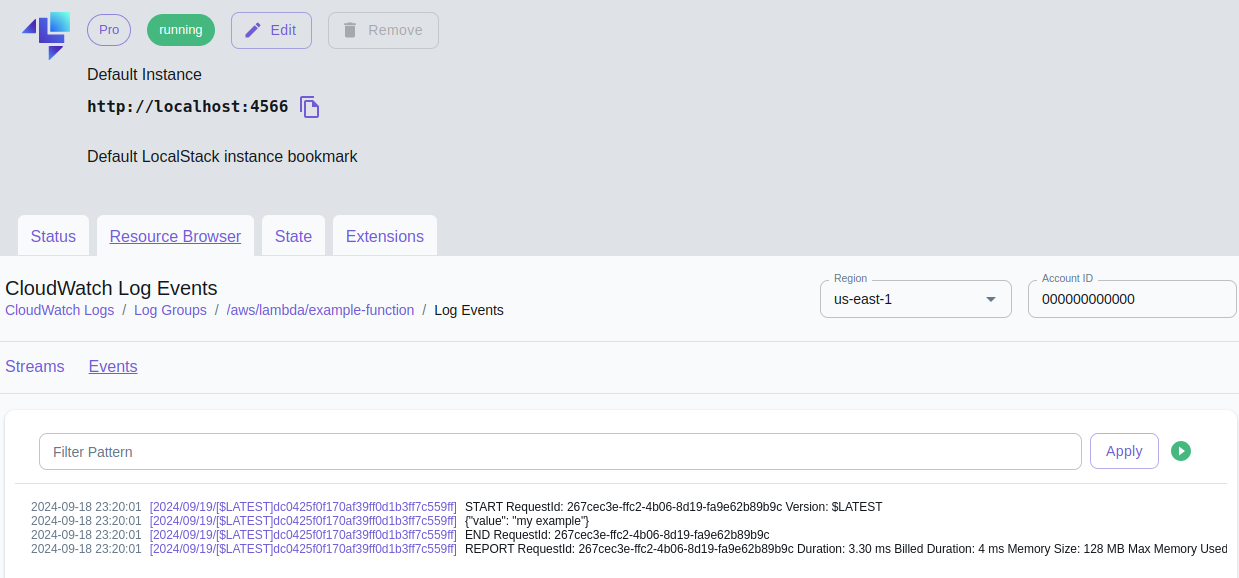 Pro running Edit Remove
Default Instance
http://localhost:4566
Default LocalStack instance bookmark
Status Resource Browser State Extensions
CloudWatch Log Events
CloudWatch Logs / Log Groups / /aws/lambda/example-function / Log Events
Region
us-east-1
Account ID
000000000000
Streams Events
Filter Pattern Apply
2024-09-18 23:20:01 [2024/09/19/[$LATEST]dc0425f0f170af39ff0d1b3ff7c559ff] START RequestId: 267cec3e-ffc2-4b06-8d19-fa9e62b89b9c Version: $LATEST
2024-09-18 23:20:01 [2024/09/19/[$LATEST]dc0425f0f170af39ff0d1b3ff7c559ff] {"value": "my example"}
2024-09-18 23:20:01 [2024/09/19/[$LATEST]dc0425f0f170af39ff0d1b3ff7c559ff] END RequestId: 267cec3e-ffc2-4b06-8d19-fa9e62b89b9c
2024-09-18 23:20:01 [2024/09/19/[$LATEST]dc0425f0f170af39ff0d1b3ff7c559ff] REPORT RequestId: 267cec3e-ffc2-4b06-8d19-fa9e62b89b9c Duration: 3.30 ms Billed Duration: 4 ms Memory Size: 128 MB Max Memory Used